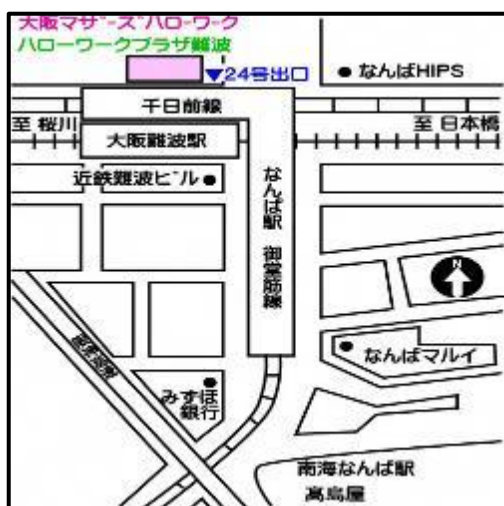 大阪マザーズハローワーク
ハローワークプラザ難波
▼24号出口
なんばHIPS
千日前線
至 桜川
至 日本橋
大阪難波駅
近鉄難波ビル
なんば駅 御堂筋線
N
なんばマルイ
みずほ
銀行
南海なんば駅
高島屋